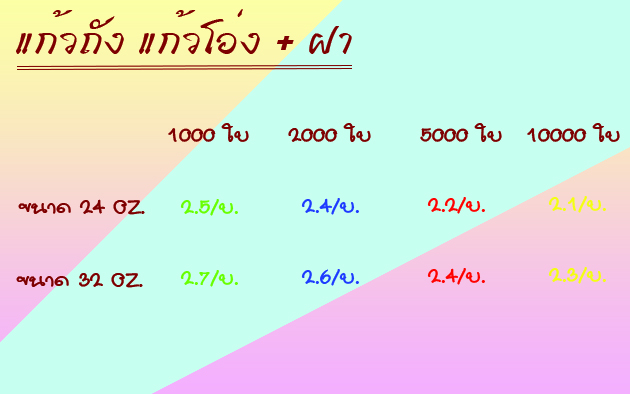 แก้วถัง แก้วโอ่ง + ฝา
1000 ใบ 2000 ใบ 5000 ใบ 10000 ใบ
ขนาด 24 OZ. 2.5/บ. 2.4/บ. 2.2/บ. 2.1/บ.
ขนาด 32 OZ. 2.7/บ. 2.6/บ. 2.4/บ. 2.3/บ.